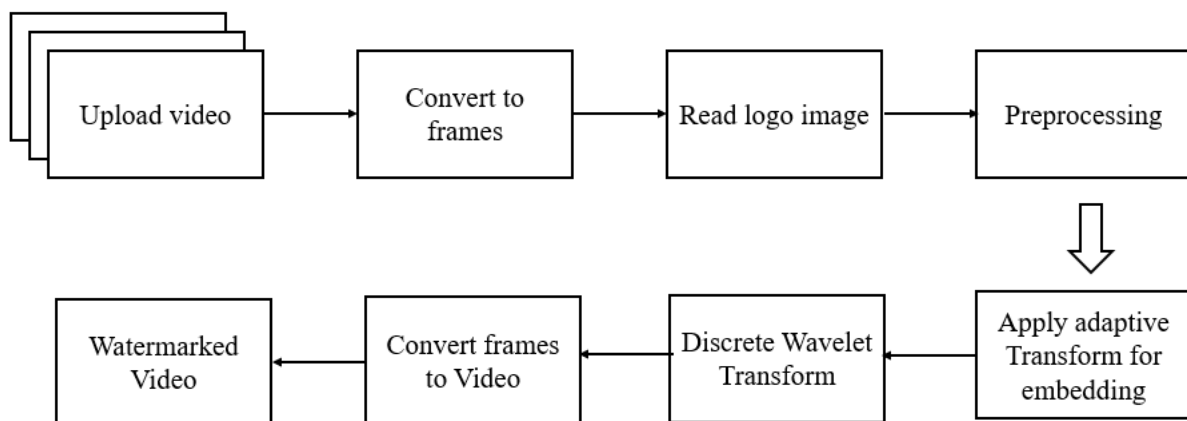 Upload video
Convert to
frames
Read logo image
Preprocessing
Apply adaptive
Transform for
embedding
Discrete Wavelet
Transform
Convert frames
to Video
Watermarked
Video